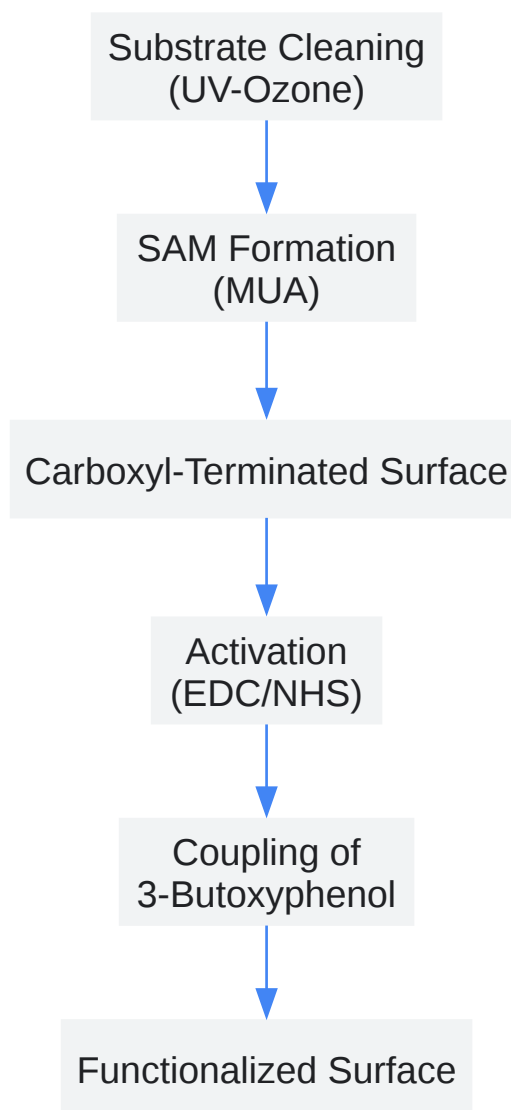 Substrate Cleaning
(UV-Ozone)
SAM Formation
(MUA)
Carboxyl-Terminated Surface
Activation
(EDC/NHS)
Coupling of
3-Butoxyphenol
Functionalized Surface